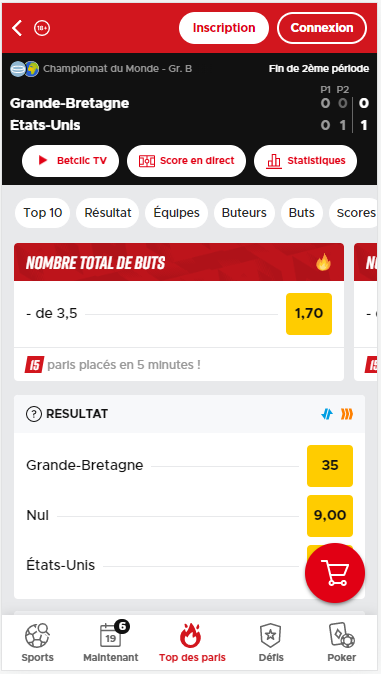 18+
Inscription
Connexion
Championnat du Monde - Gr. B
Fin de 2ème période
P1 P2
Grande-Bretagne 0 0 0
Etats-Unis 0 1 1
Betclic TV
Score en direct
Statistiques
Top 10
Résultat
Équipes
Buteurs
Buts
Scores
NOMBRE TOTAL DE BUTS
- de 3,5 1,70
15 paris placés en 5 minutes !
? RESULTAT
Grande-Bretagne 35
Nul 9,00
États-Unis
6
19
Sports
Maintenant
Top des paris
Défis
Poker